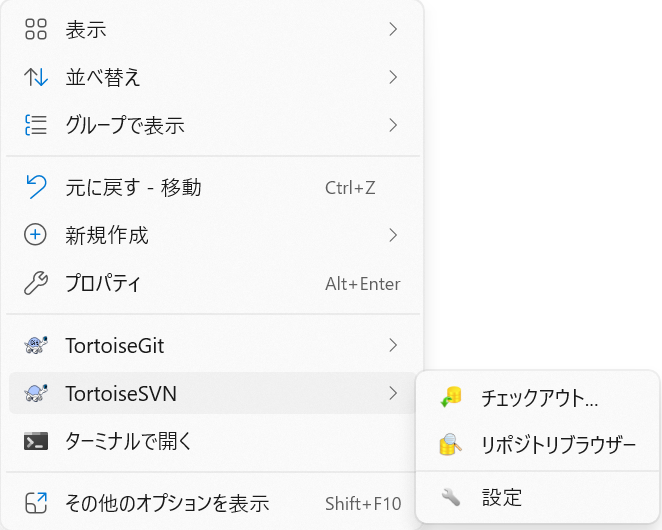 表示
並べ替え
グループで表示
元に戻す - 移動 Ctrl+Z
新規作成
プロパティ Alt+Enter
TortoiseGit
TortoiseSVN
ターミナルで開く
その他のオプションを表示 Shift+F10
チェックアウト...
リポジトリブラウザー
設定